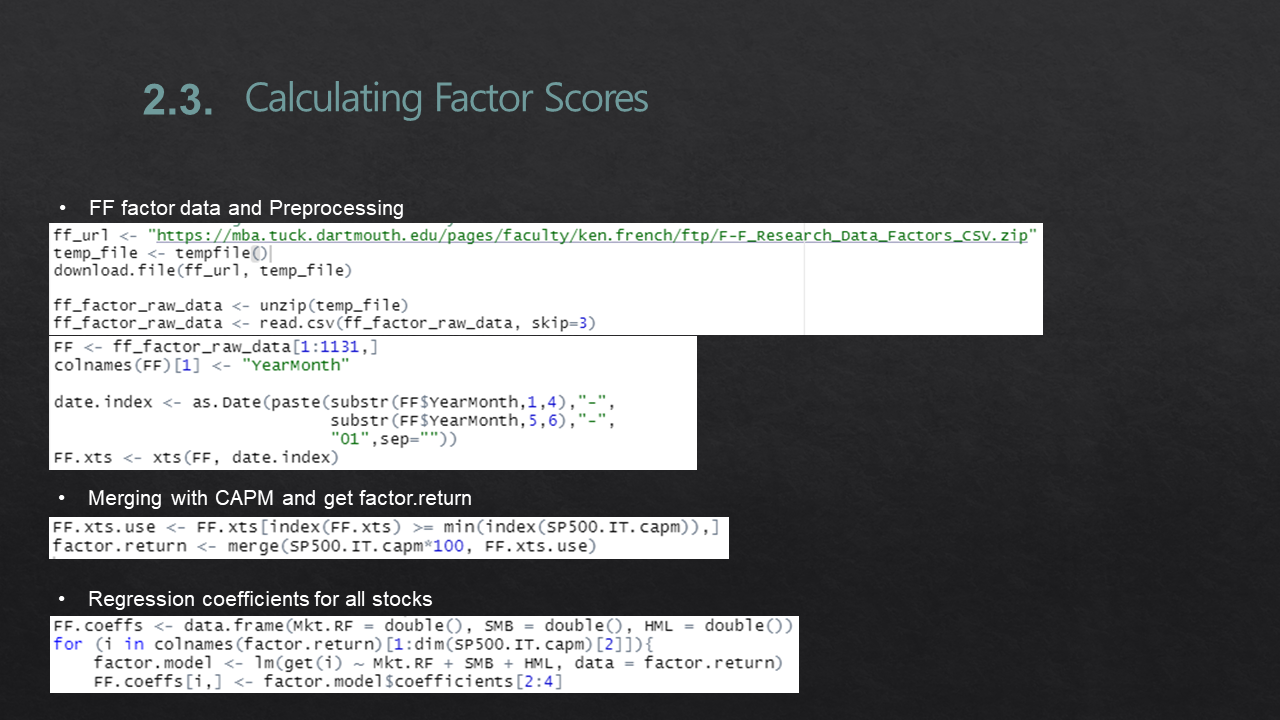 2.3. Calculating Factor Scores
• FF factor data and Preprocessing
ff_url <- "https://mba.tuck.dartmouth.edu/pages/faculty/ken.french/ftp/F-F_Research_Data_Factors_CSV.zip"
temp_file <- tempfile()
download.file(ff_url, temp_file)
ff_factor_raw_data <- unzip(temp_file)
ff_factor_raw_data <- read.csv(ff_factor_raw_data, skip=3)
FF <- ff_factor_raw_data[1:1131,]
colnames(FF)[1] <- "YearMonth"
date.index <- as.Date(paste(substr(FF$YearMonth,1,4),"-",
substr(FF$YearMonth,5,6),"-",
"01",sep=""))
FF.xts <- xts(FF, date.index)
• Merging with CAPM and get factor.return
FF.xts.use <- FF.xts[index(FF.xts) >= min(index(SP500.IT.capm)),]
factor.return <- merge(SP500.IT.capm*100, FF.xts.use)
• Regression coefficients for all stocks
FF.coeffs <- data.frame(Mkt.RF = double(), SMB = double(), HML = double())
for (i in colnames(factor.return)[1:dim(SP500.IT.capm)[2]]){
factor.model <- lm(get(i) ~ Mkt.RF + SMB + HML, data = factor.return)
FF.coeffs[i,] <- factor.model$coefficients[2:4]